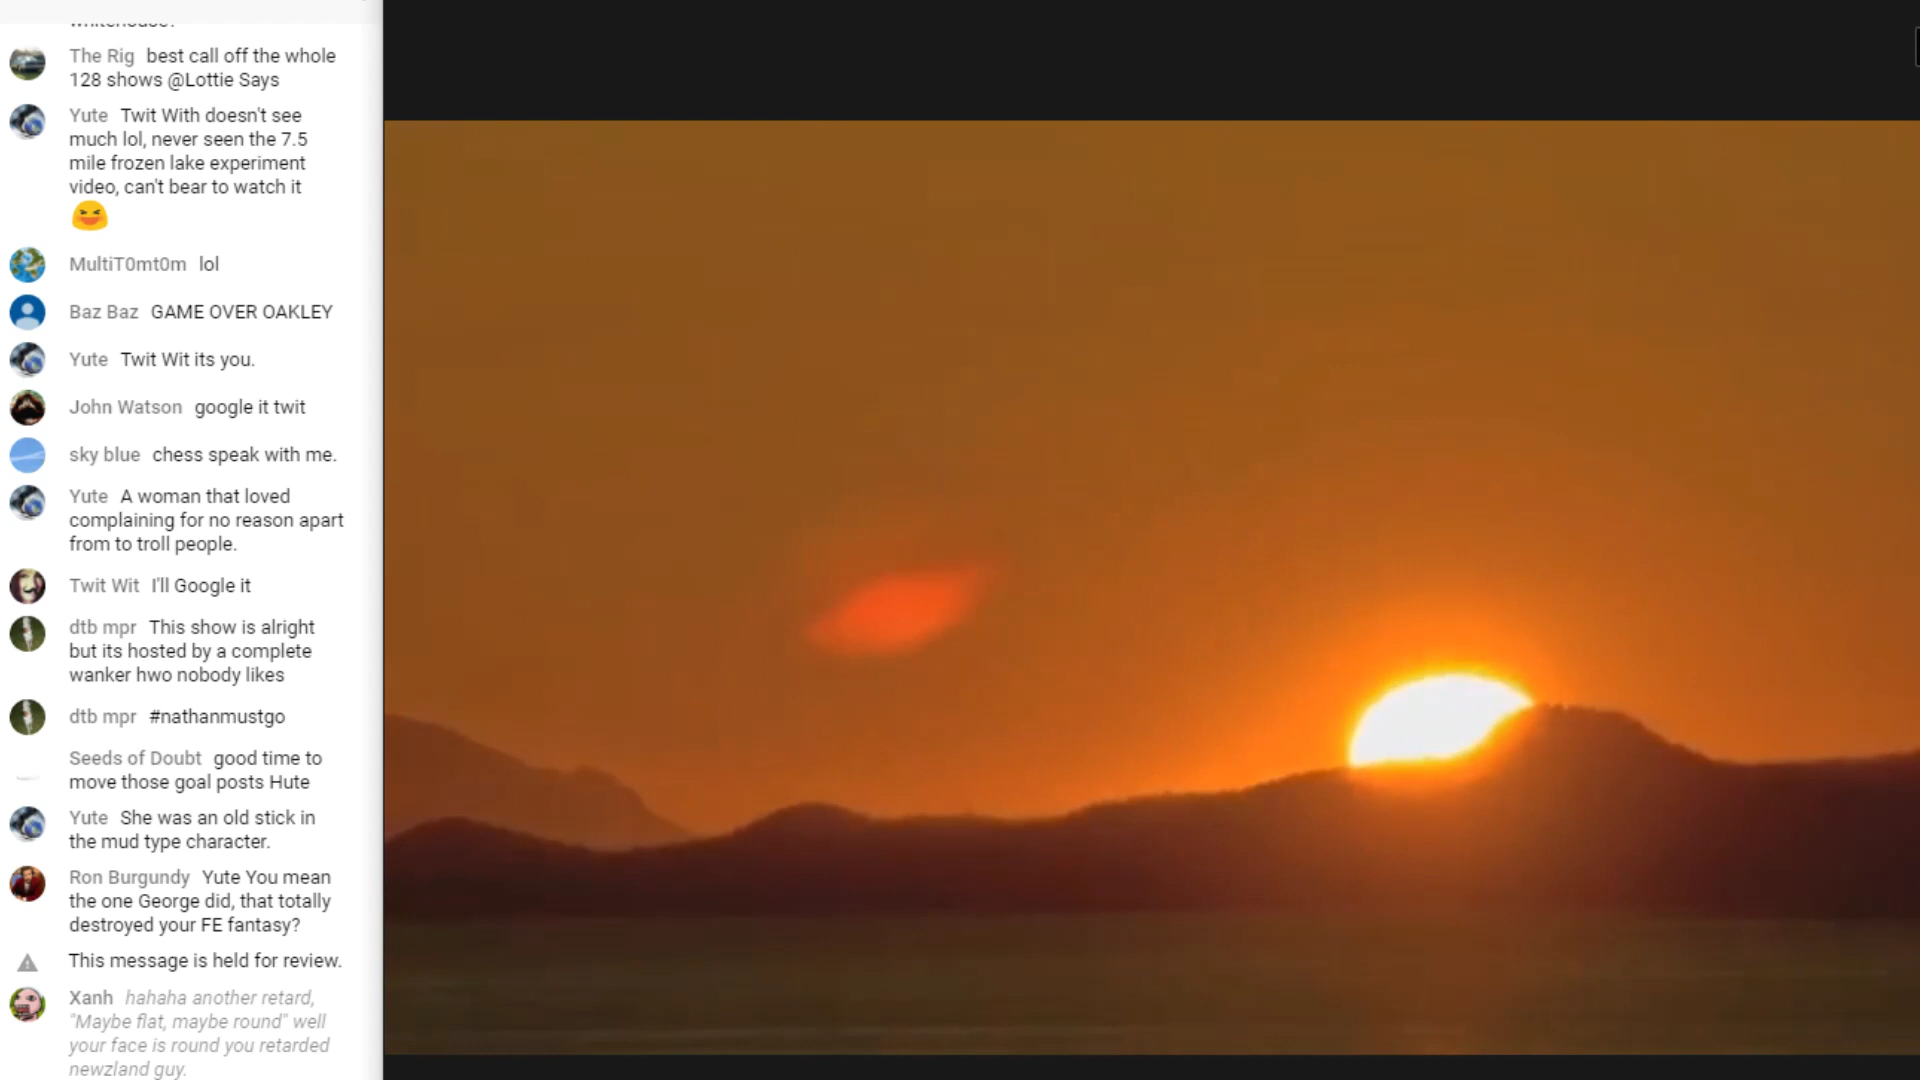 whitehouse?
The Rig best call off the whole
128 shows @Lottie Says
Yute Twit With doesn't see
much lol, never seen the 7.5
mile frozen lake experiment
video, can't bear to watch it
MultiT0mt0m lol
Baz Baz GAME OVER OAKLEY
Yute Twit Wit its you.
John Watson google it twit
sky blue chess speak with me.
Yute A woman that loved
complaining for no reason apart
from to troll people.
Twit Wit I'll Google it
dtb mpr This show is alright
but its hosted by a complete
wanker hwo nobody likes
dtb mpr #nathanmustgo
Seeds of Doubt good time to
move those goal posts Hute
Yute She was an old stick in
the mud type character.
Ron Burgundy Yute You mean
the one George did, that totally
destroyed your FE fantasy?
This message is held for review.
Xanh hahaha another retard,
"Maybe flat, maybe round" well
your face is round you retarded
newzland guy.